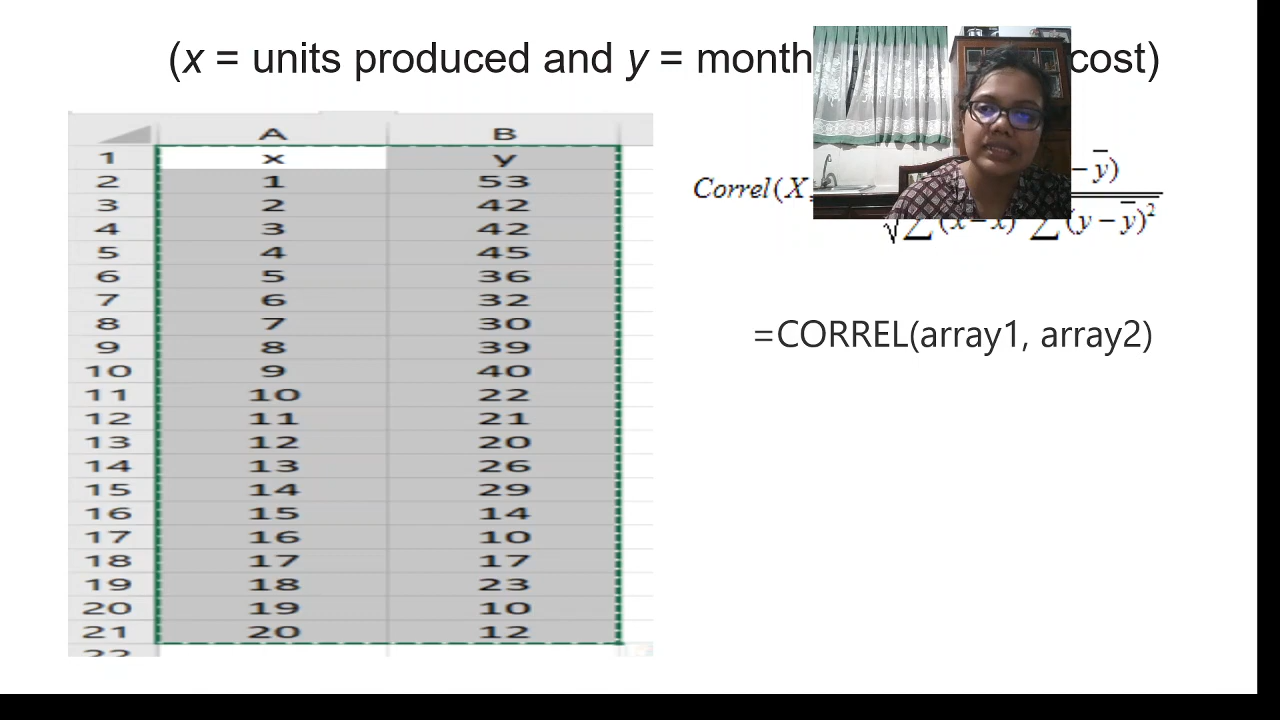 (x = units produced and y = month cost)
A B
1 x y
2 1 53
3 2 42
4 3 42
5 4 45
6 5 36
7 6 32
8 7 30
9 8 39
10 9 40
11 10 22
12 11 21
13 12 20
14 13 26
15 14 29
16 15 14
17 16 10
18 17 17
19 18 23
20 19 10
21 20 12
22
Correl(X, − y̅)
√∑(x−x) ∑(y−y̅)²
=CORREL(array1, array2)